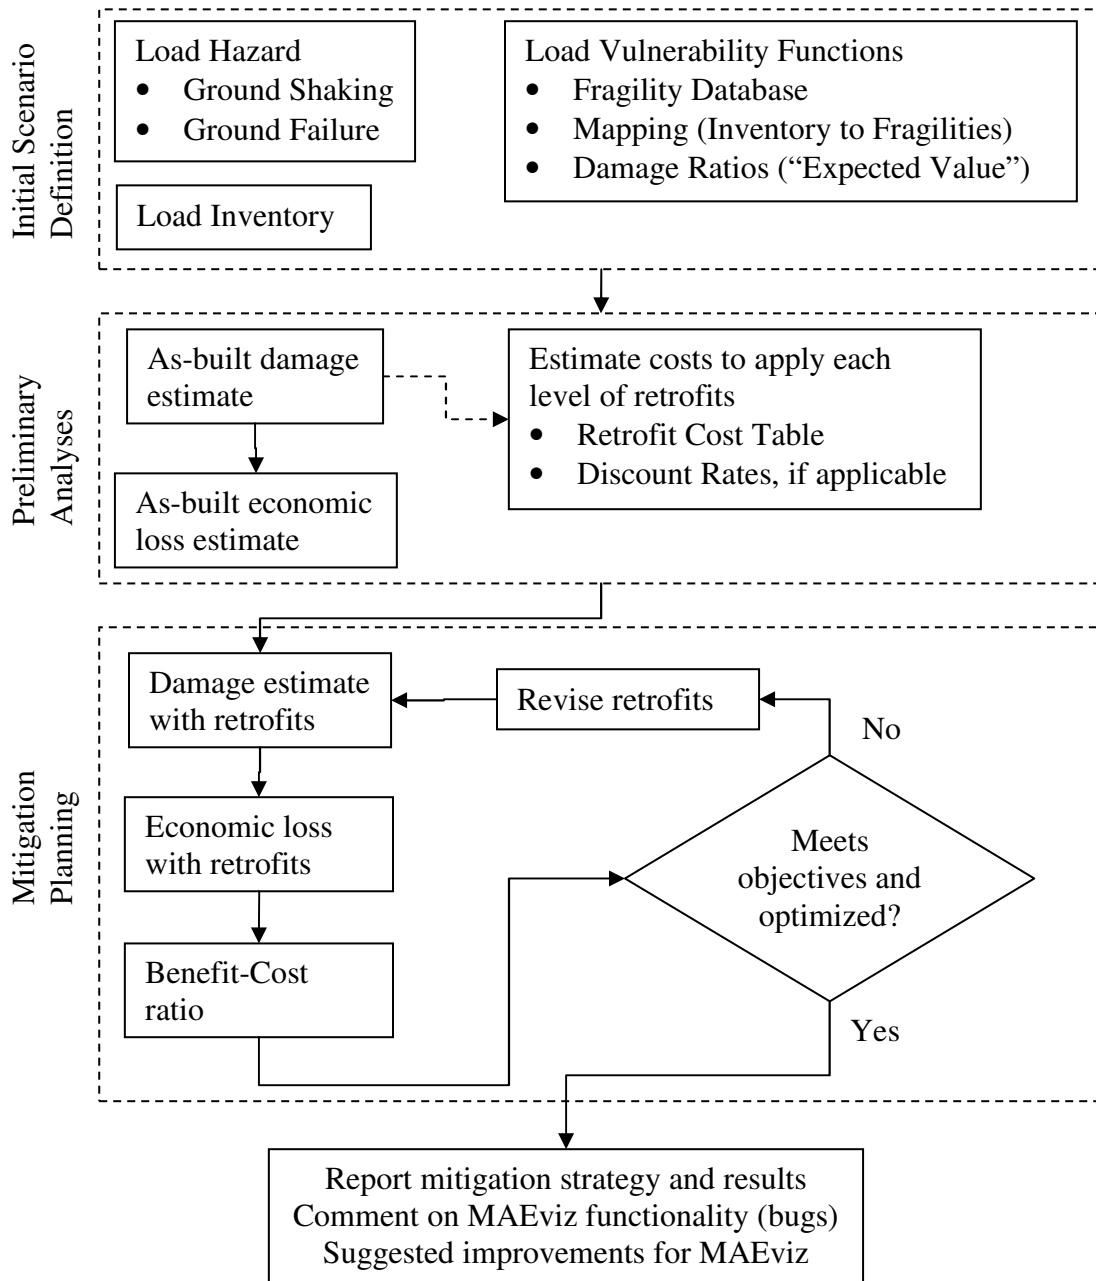 Initial Scenario
Definition
Load Hazard
• Ground Shaking
• Ground Failure
Load Inventory
Load Vulnerability Functions
• Fragility Database
• Mapping (Inventory to Fragilities)
• Damage Ratios (“Expected Value”)
Preliminary
Analyses
As-built damage
estimate
As-built economic
loss estimate
Estimate costs to apply each
level of retrofits
• Retrofit Cost Table
• Discount Rates, if applicable
Mitigation
Planning
Damage estimate
with retrofits
Revise retrofits
No
Economic loss
with retrofits
Meets
objectives and
optimized?
Benefit-Cost
ratio
Yes
Report mitigation strategy and results
Comment on MAEviz functionality (bugs)
Suggested improvements for MAEviz